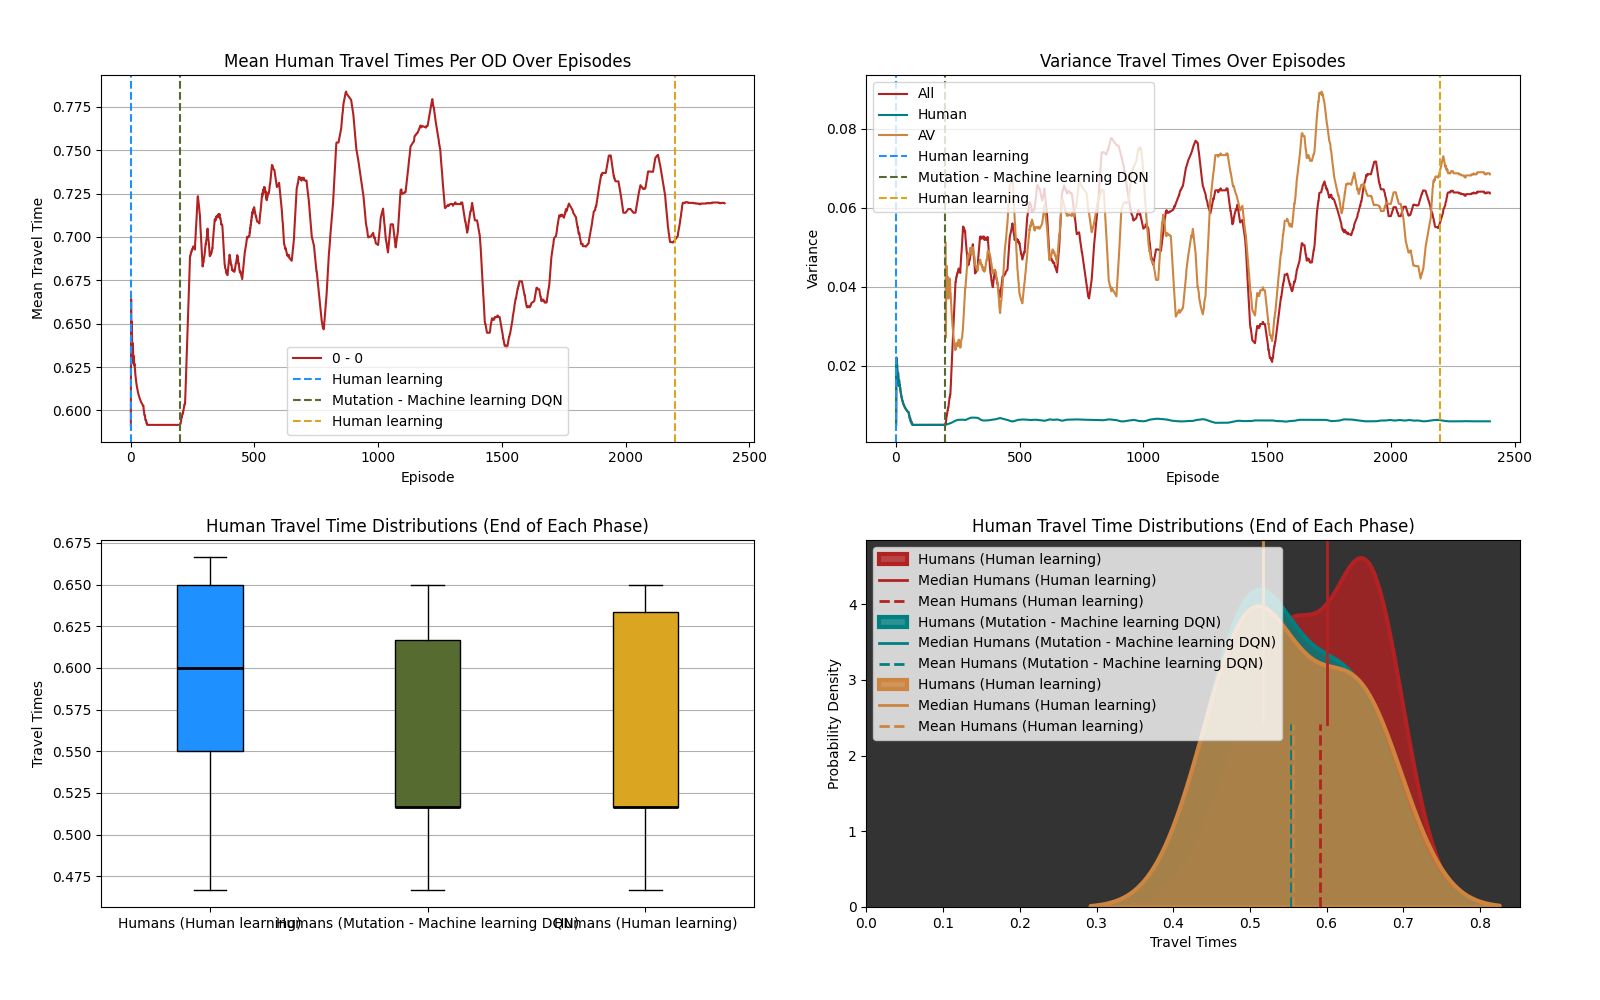 Mean Human Travel Times Per OD Over Episodes
Mean Travel Time
0.775
0.750
0.725
0.700
0.675
0.650
0.625
0.600
0 - 0
Human learning
Mutation - Machine learning DQN
Human learning
0
500
1000
1500
2000
2500
Episode
Variance Travel Times Over Episodes
Variance
0.08
0.06
0.04
0.02
All
Human
AV
Human learning
Mutation - Machine learning DQN
Human learning
0
500
1000
1500
2000
2500
Episode
Human Travel Time Distributions (End of Each Phase)
Travel Times
0.675
0.650
0.625
0.600
0.575
0.550
0.525
0.500
0.475
Humans (Human learning)
Humans (Mutation - Machine learning DQN)
Humans (Human learning)
Human Travel Time Distributions (End of Each Phase)
Probability Density
4
3
2
1
0
Humans (Human learning)
Median Humans (Human learning)
Mean Humans (Human learning)
Humans (Mutation - Machine learning DQN)
Median Humans (Mutation - Machine learning DQN)
Mean Humans (Mutation - Machine learning DQN)
Humans (Human learning)
Median Humans (Human learning)
Mean Humans (Human learning)
0.0
0.1
0.2
0.3
0.4
0.5
0.6
0.7
0.8
Travel Times